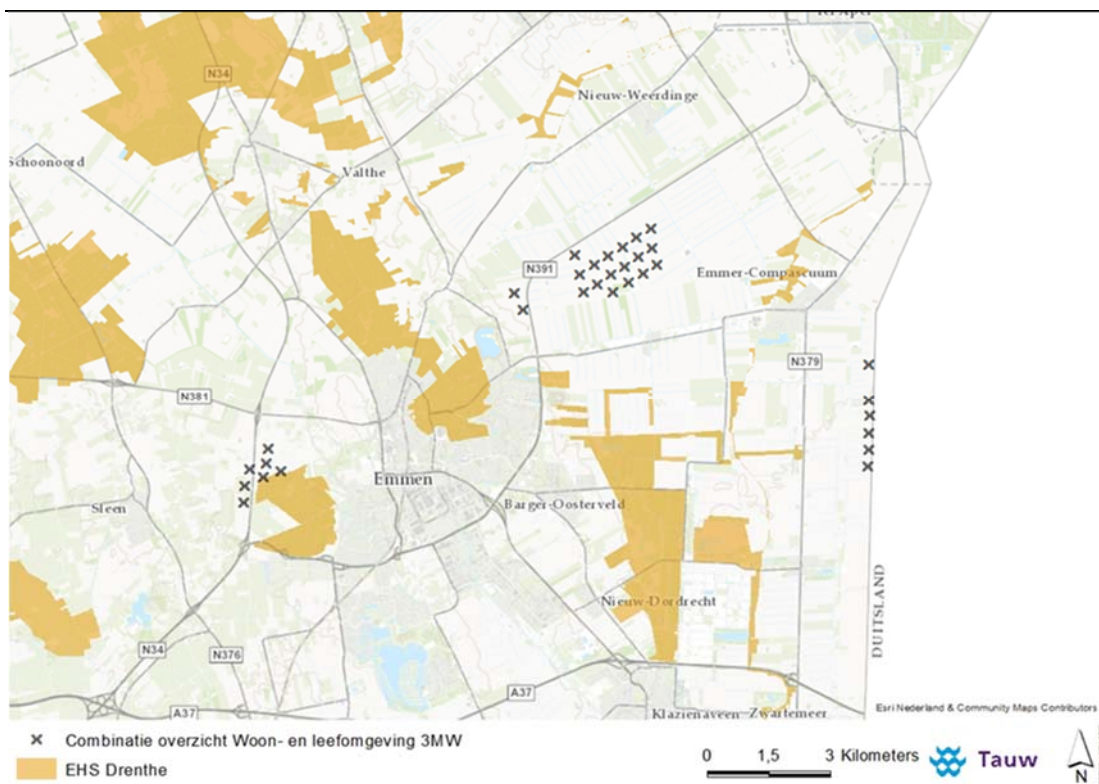 N34
Nieuw-Weerdinge
Schoonoord
Valthe
N391
Emmer-Compascuum
N379
N381
Emmen
Sleen
Barger-Oosterveld
Nieuw-Dordrecht
DUITSLAND
N34
N376
A37
A37
Klazienaveen
Zwartemeer
Esri Nederland & Community Maps Contributors
Combinatie overzicht Woon- en leefomgeving 3MW
EHS Drenthe
0 1,5 3 Kilometers
Tauw
N